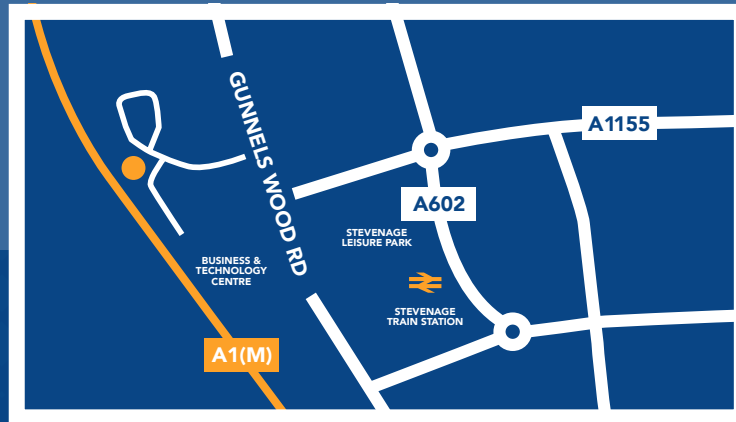 GUNNELS WOOD RD
A1155
A602
STEVENAGE
LEISURE PARK
BUSINESS &
TECHNOLOGY
CENTRE
STEVENAGE
TRAIN STATION
A1(M)